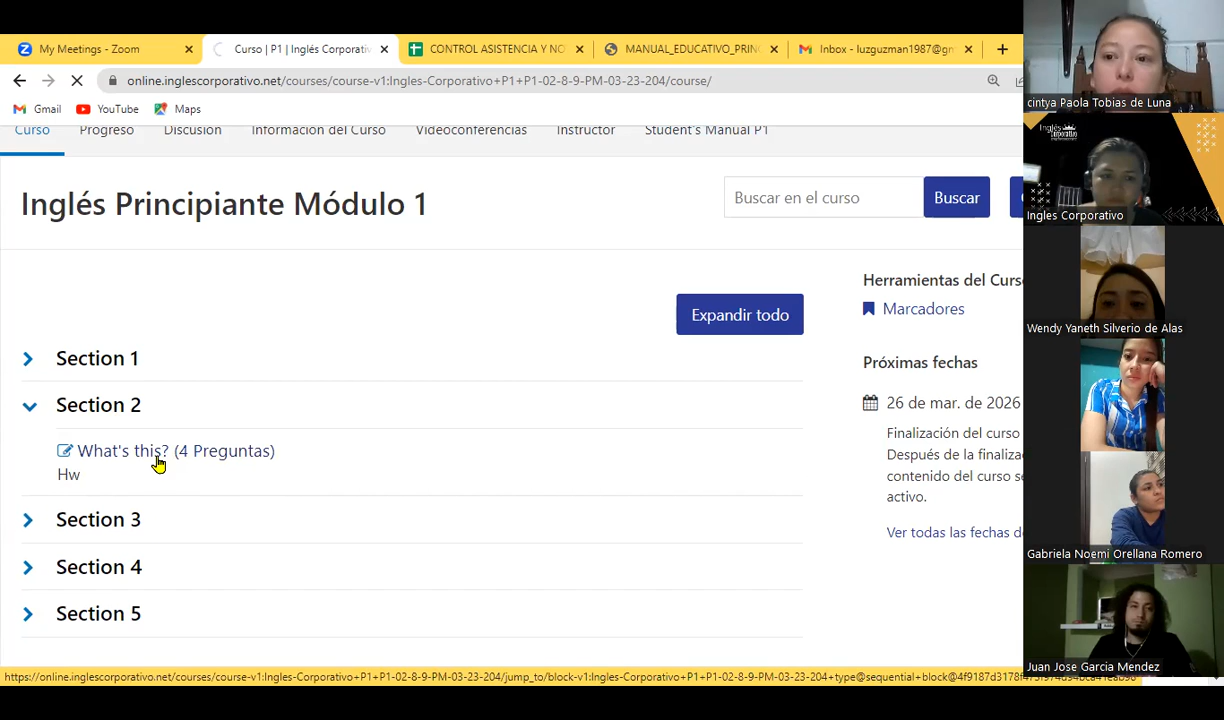 My Meetings - Zoom
Curso | P1 | Inglés Corporativ
CONTROL ASISTENCIA Y NO
MANUAL_EDUCATIVO_PRIN
Inbox - luzguzman1987@gm
online.inglescorporativo.net/courses/course-v1:Ingles-Corporativo+P1+P1-02-8-9-PM-03-23-204/course/
Gmail
YouTube
Maps
Curso
Progreso
Discusión
Información del Curso
Videoconferencias
Instructor
Student's Manual P1
Inglés Principiante Módulo 1
Buscar en el curso
Buscar
Expandir todo
Section 1
Section 2
What's this? (4 Preguntas)
Hw
Section 3
Section 4
Section 5
Herramientas del Curs
Marcadores
Próximas fechas
26 de mar. de 2026
Finalización del curso
Después de la finaliza
contenido del curso se
activo.
Ver todas las fechas d
cintya Paola Tobias de Luna
Inglés
Corporativo
Ingles Corporativo
Wendy Yaneth Silverio de Alas
Gabriela Noemi Orellana Romero
Juan Jose Garcia Mendez